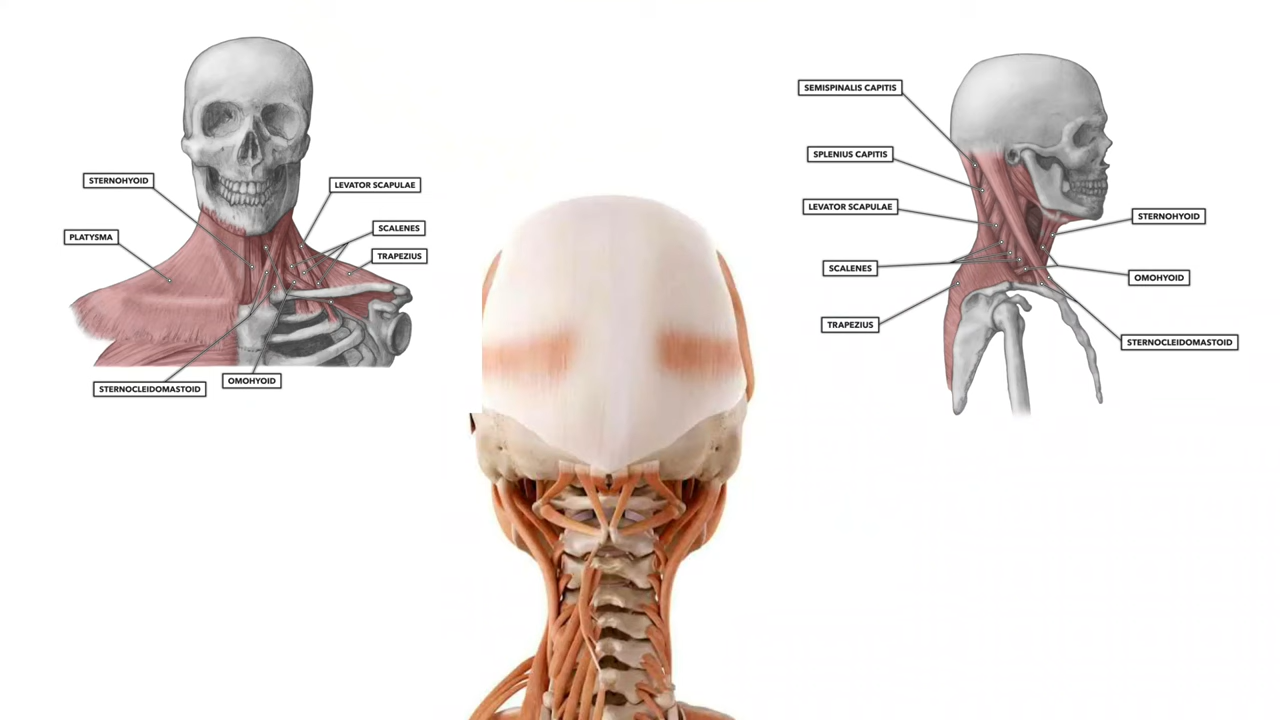 STERNOHYOID
LEVATOR SCAPULAE
PLATYSMA
SCALENES
TRAPEZIUS
STERNOCLEIDOMASTOID
OMOHYOID
SEMISPINALIS CAPITIS
SPLENIUS CAPITIS
LEVATOR SCAPULAE
SCALENES
TRAPEZIUS
STERNOHYOID
OMOHYOID
STERNOCLEIDOMASTOID